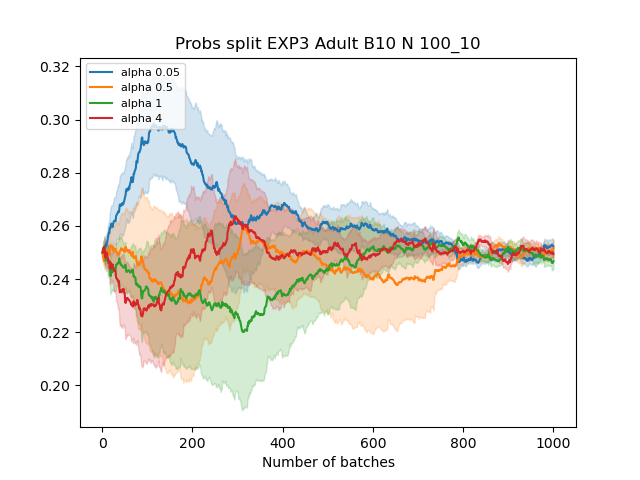 Probs split EXP3 Adult B10 N 100_10
alpha 0.05
alpha 0.5
alpha 1
alpha 4
0.32
0.30
0.28
0.26
0.24
0.22
0.20
0 200 400 600 800 1000
Number of batches